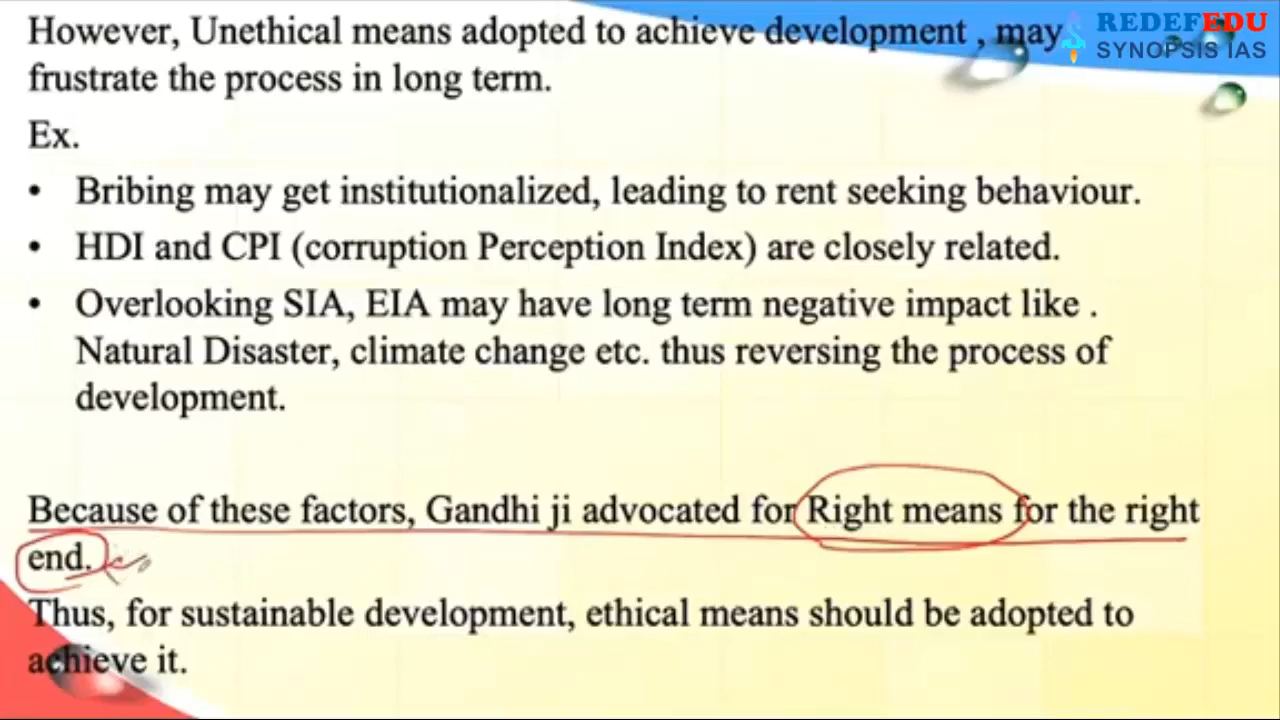 REDEFEDU
SYNOPSIS IAS
However, Unethical means adopted to achieve development , may
frustrate the process in long term.
Ex.
• Bribing may get institutionalized, leading to rent seeking behaviour.
• HDI and CPI (corruption Perception Index) are closely related.
• Overlooking SIA, EIA may have long term negative impact like .
Natural Disaster, climate change etc. thus reversing the process of
development.
Because of these factors, Gandhi ji advocated for Right means for the right
end.
Thus, for sustainable development, ethical means should be adopted to
achieve it.